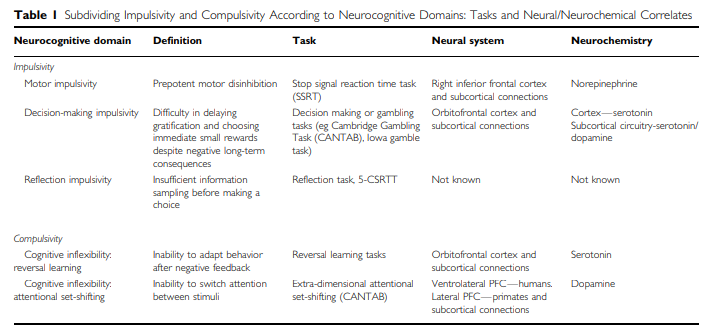 Table 1 Subdividing Impulsivity and Compulsivity According to Neurocognitive Domains: Tasks and Neural/Neurochemical Correlates
Neurocognitive domain Definition Task Neural system Neurochemistry
Impulsivity
Motor impulsivity Prepotent motor disinhibition Stop signal reaction time task Right inferior frontal cortex Norepinephrine
(SSRT) and subcortical connections
Decision-making impulsivity Difficulty in delaying Decision making or gambling Orbitofrontal cortex and Cortex—serotonin
gratification and choosing tasks (eg Cambridge Gambling subcortical connections Subcortical circuitry-serotonin/
immediate small rewards Task (CANTAB), Iowa gamble dopamine
despite negative long-term task)
consequences
Reflection impulsivity Insufficient information Reflection task, 5-CSRTT Not known Not known
sampling before making a
choice
Compulsivity
Cognitive inflexibility: Inability to adapt behavior Reversal learning tasks Orbitofrontal cortex and Serotonin
reversal learning after negative feedback subcortical connections
Cognitive inflexibility: Inability to switch attention Extra-dimensional attentional Ventrolateral PFC—humans. Dopamine
attentional set-shifting between stimuli set-shifting (CANTAB) Lateral PFC—primates and
subcortical connections